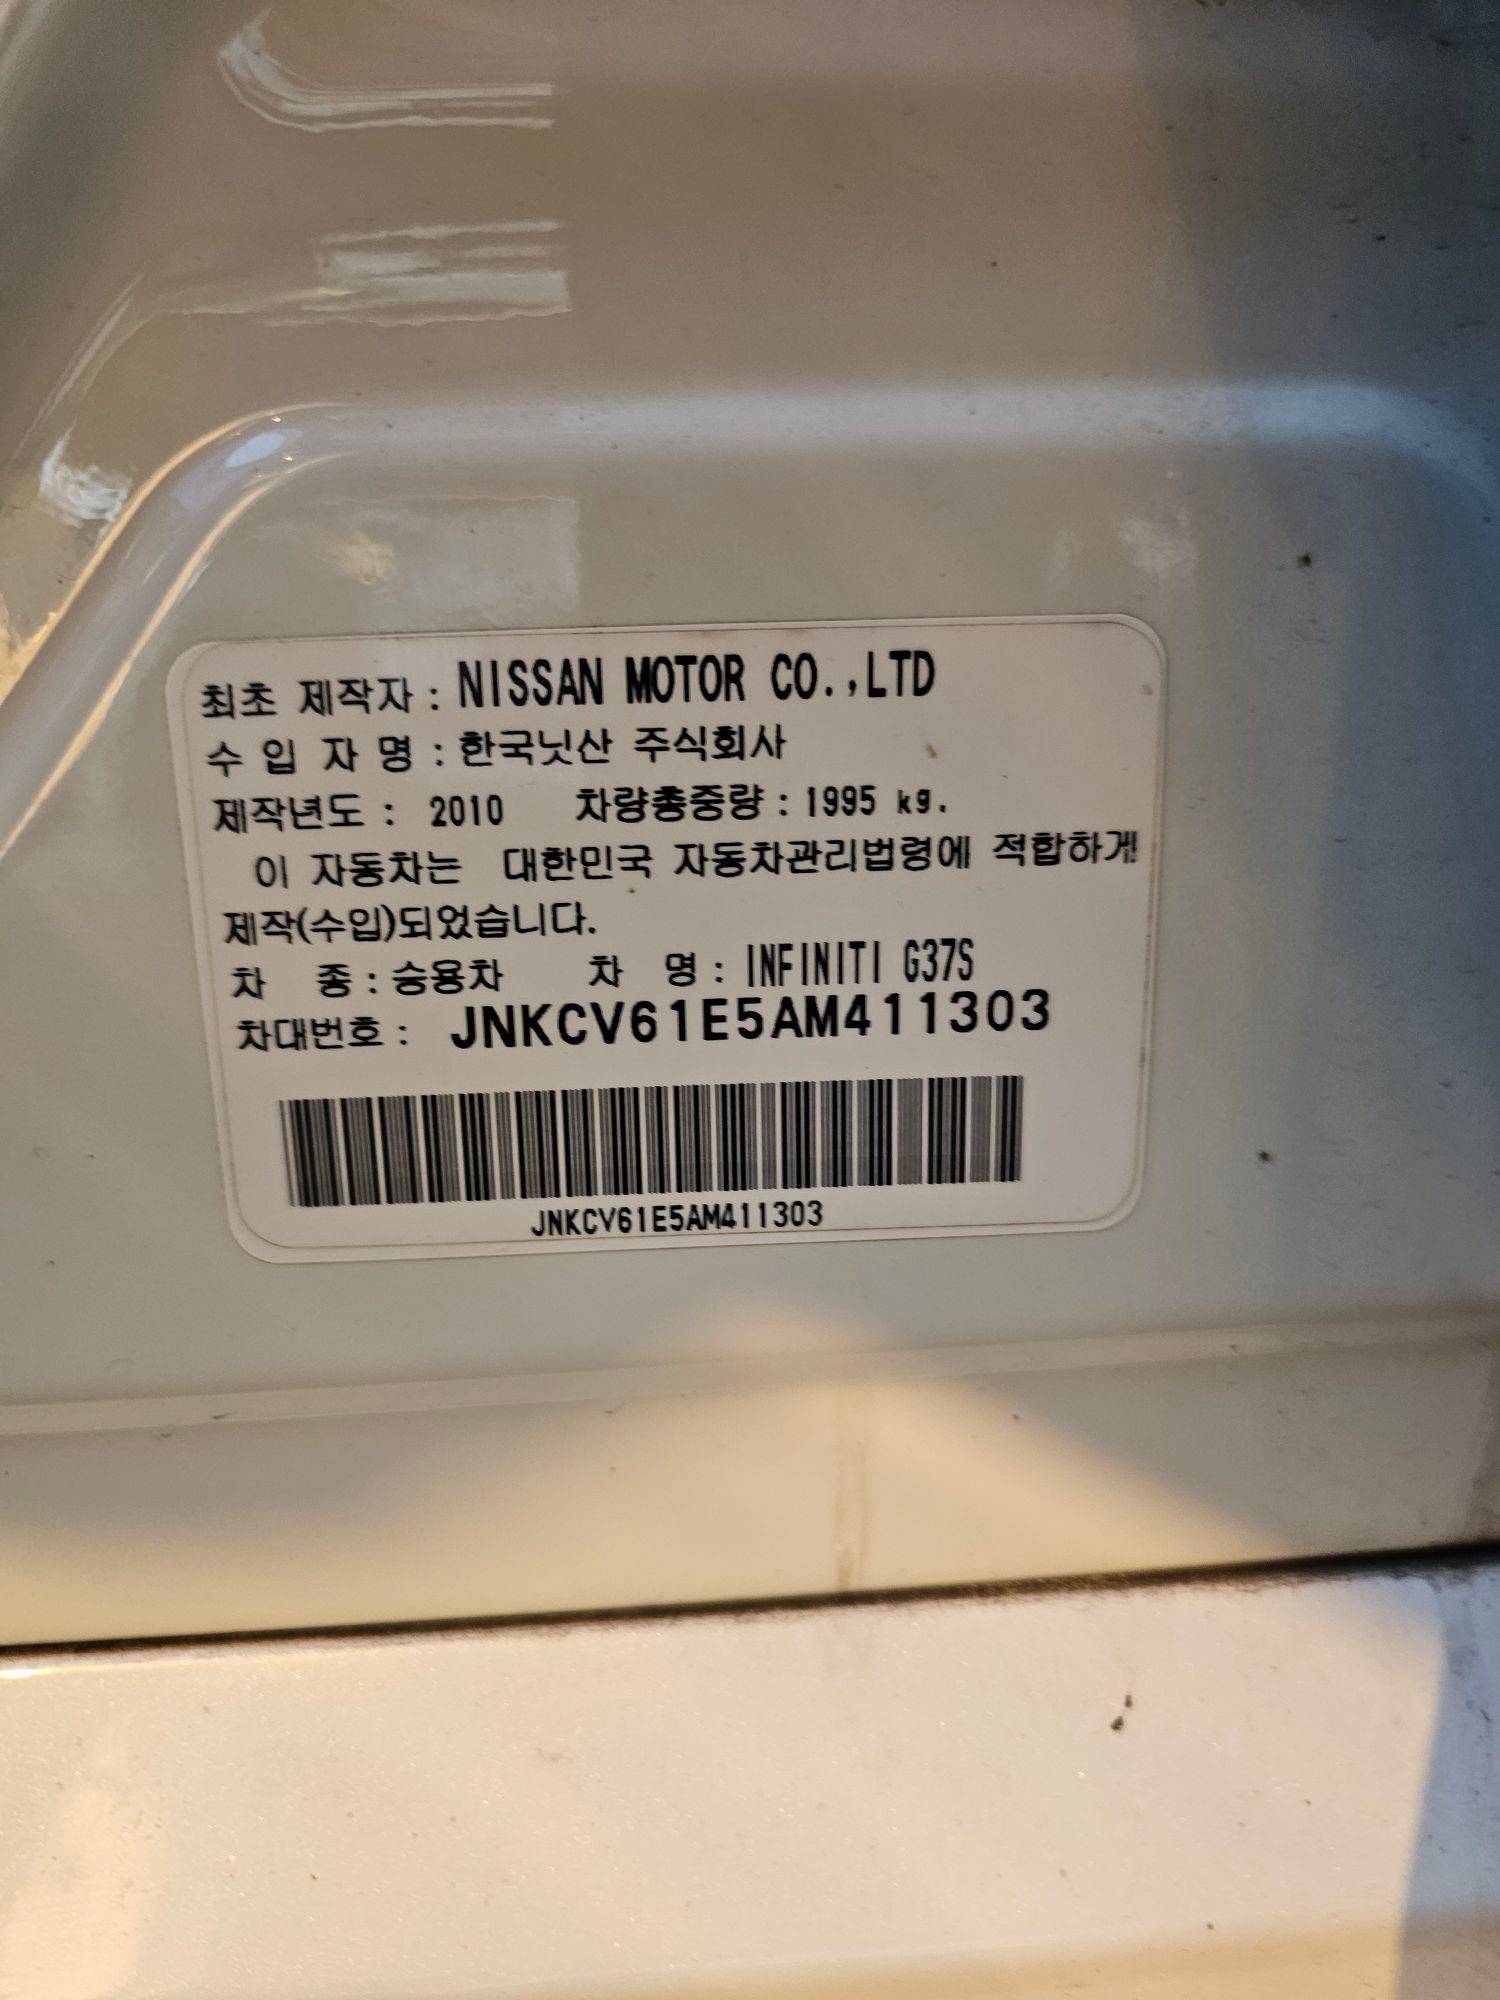 최초 제작자 : NISSAN MOTOR CO.,LTD
수 입 자 명 : 한국닛산 주식회사
제작년도 : 2010 차량총중량 : 1995 kg.
이 자동차는 대한민국 자동차관리법령에 적합하게
제작(수입)되었습니다.
차 종 : 승용차 차 명 : INFINITI G37S
차대번호 : JNKCV61E5AM411303
JNKCV61E5AM411303